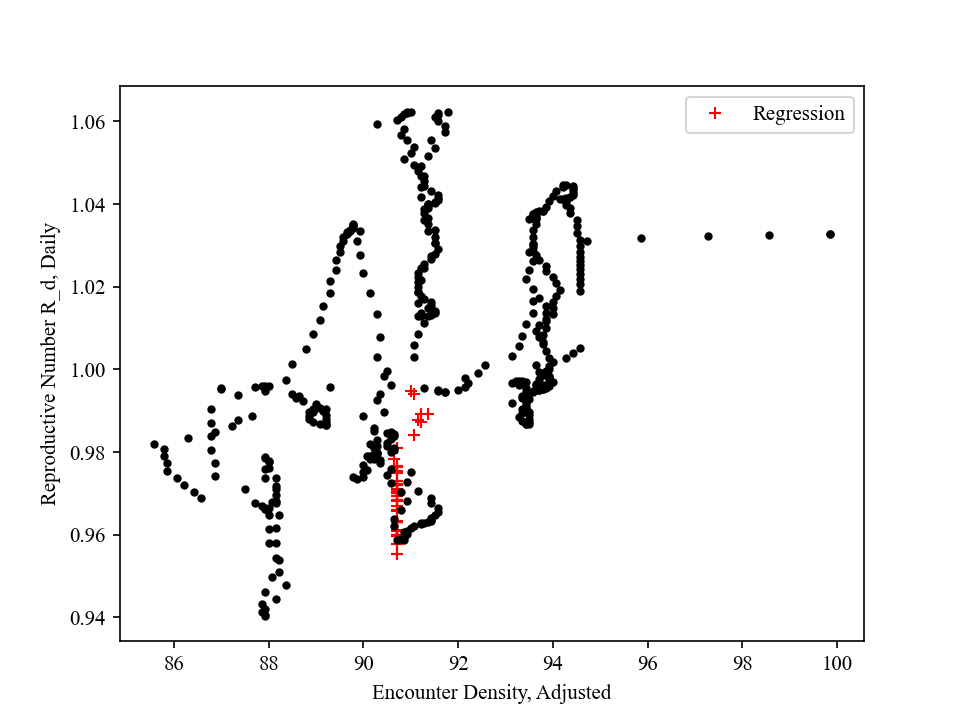 Regression
1.06
1.04
1.02
1.00
0.98
0.96
0.94
Reproductive Number R_d, Daily
86 88 90 92 94 96 98 100
Encounter Density, Adjusted